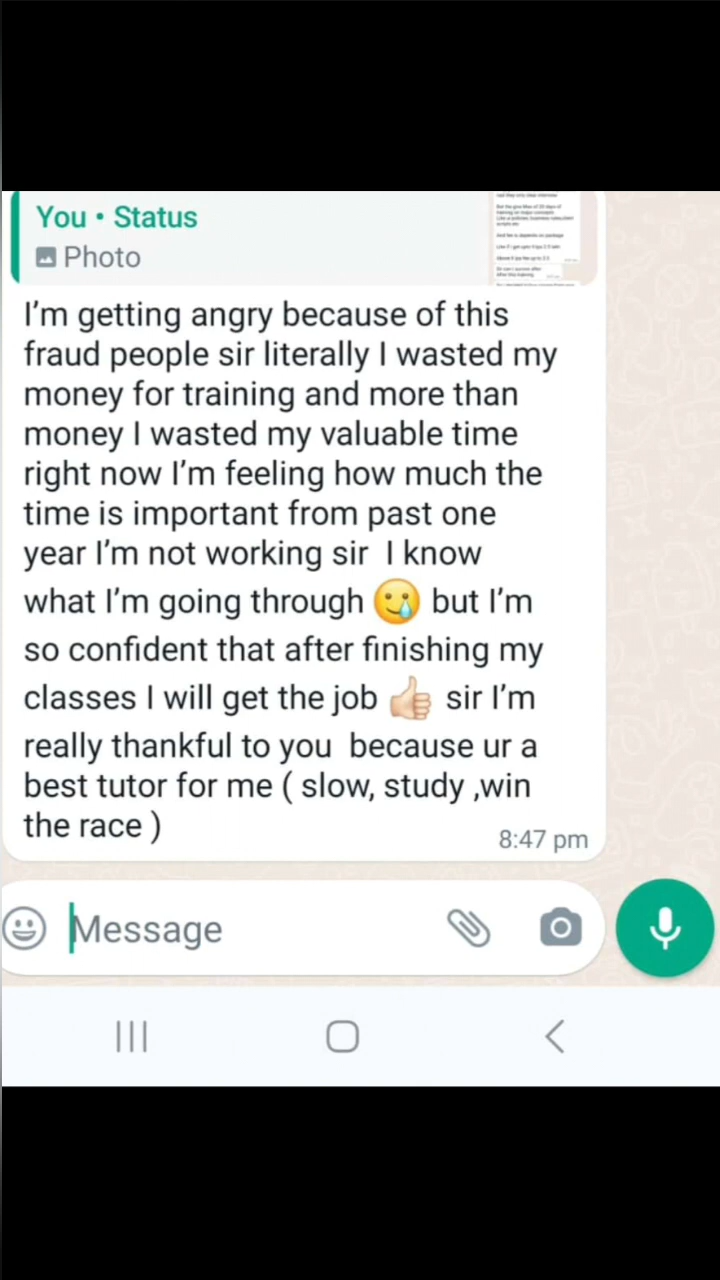 You • Status
Photo
I'm getting angry because of this
fraud people sir literally I wasted my
money for training and more than
money I wasted my valuable time
right now I'm feeling how much the
time is important from past one
year I'm not working sir  I know
what I'm going through 🥲 but I'm
so confident that after finishing my
classes I will get the job 👍🏻 sir I'm
really thankful to you  because ur a
best tutor for me ( slow, study ,win
the race )
8:47 pm
Message